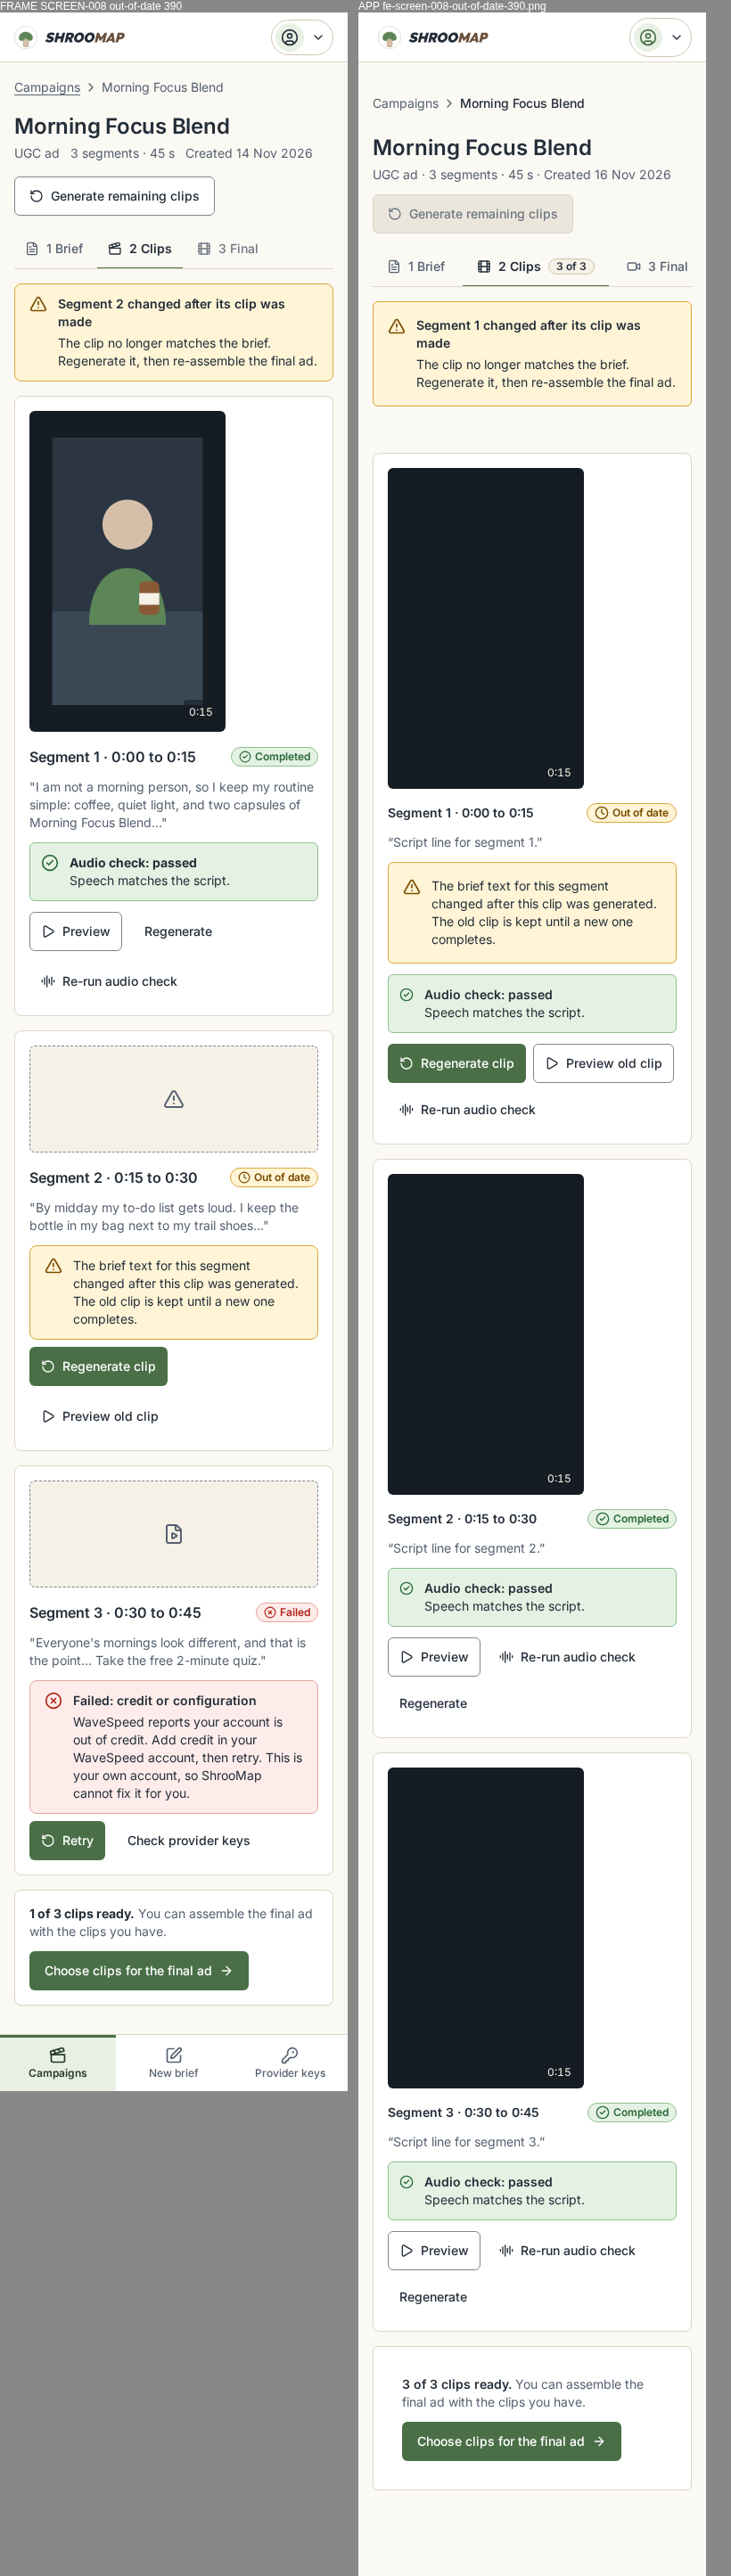 FRAME SCREEN-008 out-of-date 390
SHROOMAP
Campaigns > Morning Focus Blend
Morning Focus Blend
UGC ad 3 segments · 45 s Created 14 Nov 2026
Generate remaining clips
1 Brief 2 Clips 3 Final
Segment 2 changed after its clip was
made
The clip no longer matches the brief.
Regenerate it, then re-assemble the final ad.
0:15
Segment 1 · 0:00 to 0:15 Completed
"I am not a morning person, so I keep my routine
simple: coffee, quiet light, and two capsules of
Morning Focus Blend..."
Audio check: passed
Speech matches the script.
Preview Regenerate
Re-run audio check
Segment 2 · 0:15 to 0:30 Out of date
"By midday my to-do list gets loud. I keep the
bottle in my bag next to my trail shoes..."
The brief text for this segment
changed after this clip was generated.
The old clip is kept until a new one
completes.
Regenerate clip
Preview old clip
Segment 3 · 0:30 to 0:45 Failed
"Everyone's mornings look different, and that is
the point... Take the free 2-minute quiz."
Failed: credit or configuration
WaveSpeed reports your account is
out of credit. Add credit in your
WaveSpeed account, then retry. This is
your own account, so ShrooMap
cannot fix it for you.
Retry Check provider keys
1 of 3 clips ready. You can assemble the final ad
with the clips you have.
Choose clips for the final ad →
Campaigns New brief Provider keys
APP fe-screen-008-out-of-date-390.png
SHROOMAP
Campaigns > Morning Focus Blend
Morning Focus Blend
UGC ad · 3 segments · 45 s · Created 16 Nov 2026
Generate remaining clips
1 Brief 2 Clips 3 of 3 3 Final
Segment 1 changed after its clip was
made
The clip no longer matches the brief.
Regenerate it, then re-assemble the final ad.
0:15
Segment 1 · 0:00 to 0:15 Out of date
“Script line for segment 1.”
The brief text for this segment
changed after this clip was generated.
The old clip is kept until a new one
completes.
Audio check: passed
Speech matches the script.
Regenerate clip Preview old clip
Re-run audio check
0:15
Segment 2 · 0:15 to 0:30 Completed
“Script line for segment 2.”
Audio check: passed
Speech matches the script.
Preview Re-run audio check
Regenerate
0:15
Segment 3 · 0:30 to 0:45 Completed
“Script line for segment 3.”
Audio check: passed
Speech matches the script.
Preview Re-run audio check
Regenerate
3 of 3 clips ready. You can assemble the
final ad with the clips you have.
Choose clips for the final ad →